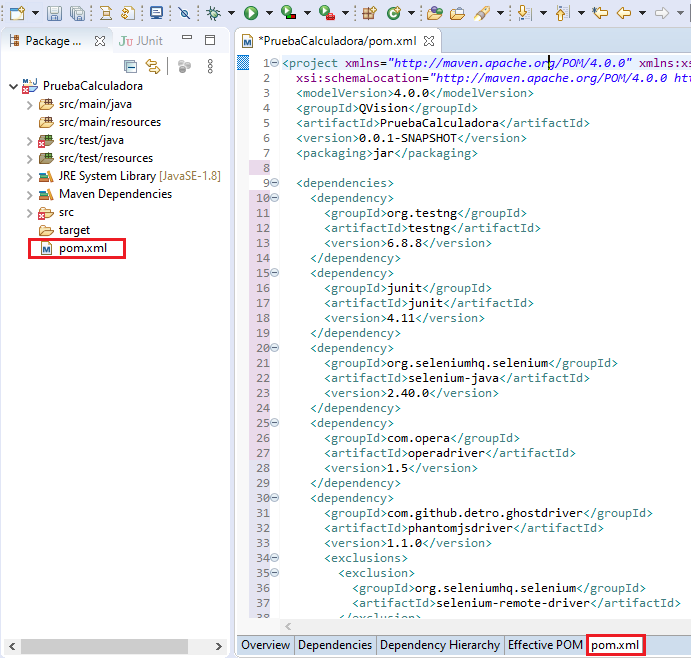 Package ...
JUnit
PruebaCalculadora
src/main/java
src/main/resources
src/test/java
src/test/resources
JRE System Library [JavaSE-1.8]
Maven Dependencies
src
target
pom.xml
*PruebaCalculadora/pom.xml
1 <project xmlns="http://maven.apache.org/POM/4.0.0" xmlns:xs
2 xsi:schemaLocation="http://maven.apache.org/POM/4.0.0 htt
3 <modelVersion>4.0.0</modelVersion>
4 <groupId>QVision</groupId>
5 <artifactId>PruebaCalculadora</artifactId>
6 <version>0.0.1-SNAPSHOT</version>
7 <packaging>jar</packaging>
8
9 <dependencies>
10 <dependency>
11 <groupId>org.testng</groupId>
12 <artifactId>testng</artifactId>
13 <version>6.8.8</version>
14 </dependency>
15 <dependency>
16 <groupId>junit</groupId>
17 <artifactId>junit</artifactId>
18 <version>4.11</version>
19 </dependency>
20 <dependency>
21 <groupId>org.seleniumhq.selenium</groupId>
22 <artifactId>selenium-java</artifactId>
23 <version>2.40.0</version>
24 </dependency>
25 <dependency>
26 <groupId>com.opera</groupId>
27 <artifactId>operadriver</artifactId>
28 <version>1.5</version>
29 </dependency>
30 <dependency>
31 <groupId>com.github.detro.ghostdriver</groupId>
32 <artifactId>phantomjsdriver</artifactId>
33 <version>1.1.0</version>
34 <exclusions>
35 <exclusion>
36 <groupId>org.seleniumhq.selenium</groupId>
37 <artifactId>selenium-remote-driver</artifactId>
38 </exclusion>
Overview
Dependencies
Dependency Hierarchy
Effective POM
pom.xml